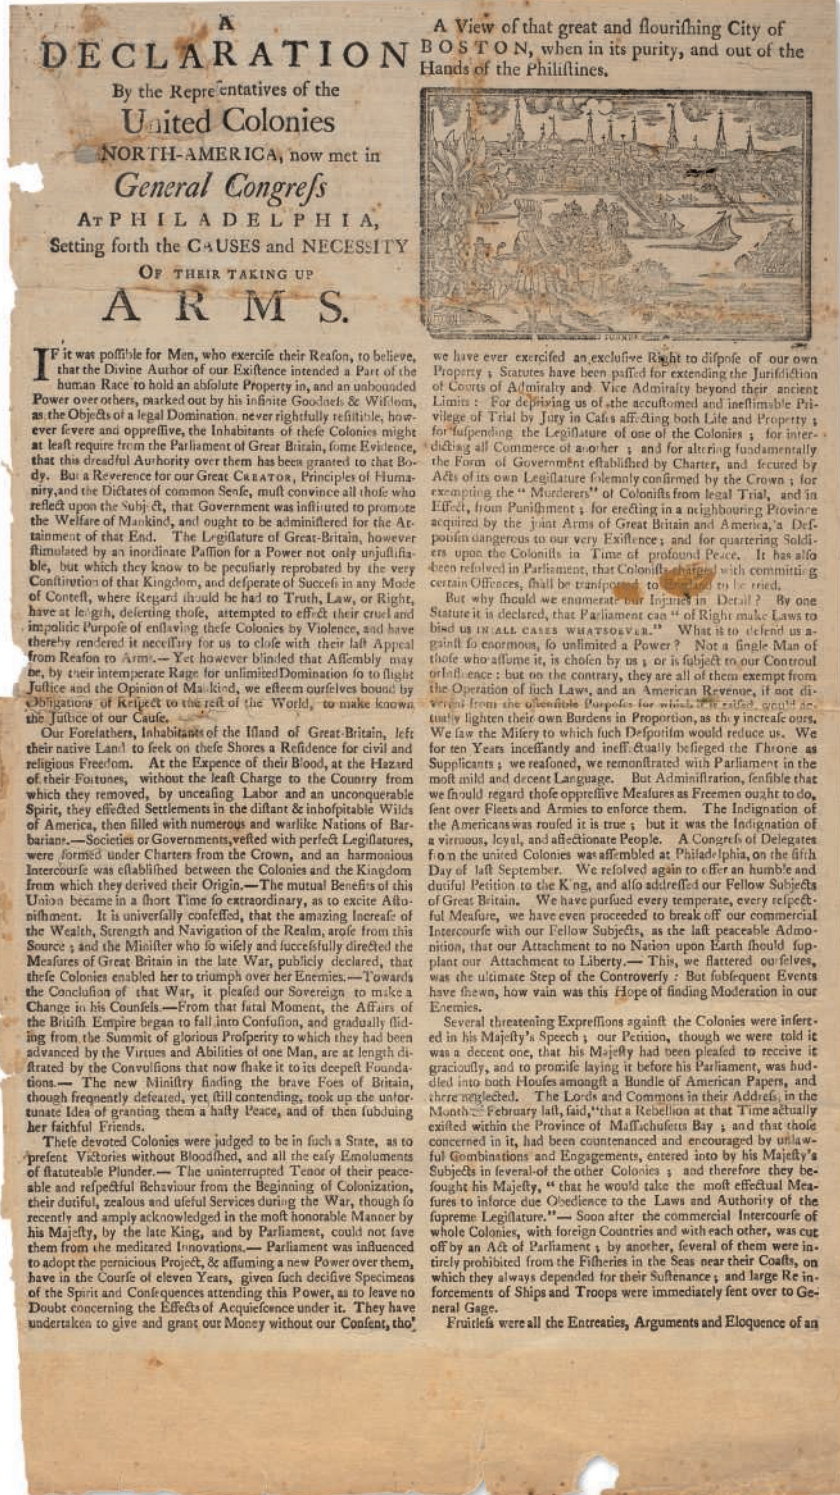 A
DECLARATION
By the Repreſentatives of the
United Colonies
NORTH-AMERICA, now met in
General Congreſs
AT PHILADELPHIA,
Setting forth the CAUSES and NECESSITY
OF THEIR TAKING UP
ARMS.
A View of that great and flouriſhing City of
BOSTON, when in its purity, and out of the
Hands of the Philiſtines.
IF it was poſſible for Men, who exerciſe their Reaſon, to believe,
that the Divine Author of our Exiſtence intended a Part of the
human Race to hold an abſolute Property in, and an unbounded
Power over others, marked out by his infinite Goodneſs & Wiſdom,
as the Objects of a legal Domination never rightfully reſiſtible, how-
ever ſevere and oppreſſive, the Inhabitants of theſe Colonies might
at leaſt require from the Parliament of Great Britain, ſome Evidence,
that this dreadful Authority over them has been granted to that Bo-
dy. But a Reverence for our Great CREATOR, Principles of Huma-
nity, and the Dictates of common Senſe, muſt convince all thoſe who
reflect upon the Subject, that Government was inſtituted to promote
the Welfare of Mankind, and ought to be adminiſtered for the At-
tainment of that End. The Legiſlature of Great-Britain, however
ſtimulated by an inordinate Paſſion for a Power not only unjuſtifia-
ble, but which they know to be peculiarly reprobated by the very
Conſtitution of that Kingdom, and deſperate of Succeſs in any Mode
of Conteſt, where Regard ſhould be had to Truth, Law, or Right,
have at length, deſerting thoſe, attempted to effect their cruel and
impolitic Purpoſe of enſlaving theſe Colonies by Violence, and have
thereby rendered it neceſſary for us to cloſe with their laſt Appeal
from Reaſon to Arms.— Yet however blinded that Aſſembly may
be, by their intemperate Rage for unlimited Domination ſo to ſlight
Juſtice and the Opinion of Mankind, we eſteem ourſelves bound by
Obligations of Reſpect to the reſt of the World, to make known
the Juſtice of our Cauſe.
Our Forefathers, Inhabitants of the Iſland of Great-Britain, left
their native Land to ſeek on theſe Shores a Reſidence for civil and
religious Freedom. At the Expence of their Blood, at the Hazard
of their Fortunes, without the leaſt Charge to the Country from
which they removed, by unceaſing Labor and an unconquerable
Spirit, they effected Settlements in the diſtant & inhoſpitable Wilds
of America, then filled with numerous and warlike Nations of Bar-
barians.—Societies or Governments, veſted with perfect Legiſlatures,
were formed under Charters from the Crown, and an harmonious
Intercourſe was eſtabliſhed between the Colonies and the Kingdom
from which they derived their Origin.—The mutual Benefits of this
Union became in a ſhort Time ſo extraordinary, as to excite Aſto-
niſhment. It is univerſally confeſſed, that the amazing Increaſe of
the Wealth, Strength and Navigation of the Realm, aroſe from this
Source ; and the Miniſter who ſo wiſely and ſucceſsfully directed the
Meaſures of Great Britain in the late War, publicly declared, that
theſe Colonies enabled her to triumph over her Enemies.—Towards
the Concluſion of that War, it pleaſed our Sovereign to make a
Change in his Counſels.—From that fatal Moment, the Affairs of
the Britiſh Empire began to fall into Confuſion, and gradually ſlid-
ing from the Summit of glorious Proſperity to which they had been
advanced by the Virtues and Abilities of one Man, are at length di-
ſtrated by the Convulſions that now ſhake it to its deepeſt Founda-
tions.— The new Miniſtry finding the brave Foes of Britain,
though freqently defeated, yet ſtill contending, took up the unfor-
tunate Idea of granting them a haſty Peace, and of then ſubduing
her faithful Friends.
Theſe devoted Colonies were judged to be in ſuch a State, as to
preſent Victories without Bloodſhed, and all the eaſy Emoluments
of ſtatuteable Plunder.— The uninterrupted Tenor of their peace-
able and reſpectful Behaviour from the Beginning of Colonization,
their dutiful, zealous and uſeful Services during the War, though ſo
recently and amply acknowledged in the moſt honorable Manner by
his Majeſty, by the late King, and by Parliament, could not ſave
them from the meditated Innovations.— Parliament was influenced
to adopt the pernicious Project, & aſſuming a new Power over them,
have in the Courſe of eleven Years, given ſuch deciſive Specimens
of the Spirit and Conſequences attending this Power, as to leave no
Doubt concerning the Effects of Acquieſcence under it. They have
undertaken to give and grant our Money without our Conſent, tho'
we have ever exerciſed an excluſive Right to diſpoſe of our own
Property ; Statutes have been paſſed for extending the Juriſdiction
of Courts of Admiralty and Vice Admiralty beyond their ancient
Limits : For depriving us of the accuſtomed and ineſtimable Pri-
vilege of Trial by Jury in Caſes affecting both Life and Property ;
for ſuſpending the Legiſlature of one of the Colonies ; for inter-
dicting all Commerce of another ; and for altering fundamentally
the Form of Government eſtabliſhed by Charter, and ſecured by
Acts of its own Legiſlature ſolemnly confirmed by the Crown ; for
exempting the “ Murderers” of Coloniſts from legal Trial, and in
Effect, from Puniſhment ; for erecting in a neighbouring Province
acquired by the joint Arms of Great Britain and America, a Deſ-
potiſm dangerous to our very Exiſtence; and for quartering Soldi-
ers upon the Coloniſts in Time of profound Peace. It has alſo
been reſolved in Parliament, that Coloniſts charged with committing
certain Offences, ſhall be tranſported to to be tried.
But why ſhould we enumerate our Injuries in Detail ? By one
Statute it is declared, that Parliament can “ of Right make Laws to
bind us IN ALL CASES WHATSOEVER.” What is to defend us a-
gainſt ſo enormous, ſo unlimited a Power ? Not a ſingle Man of
thoſe who aſſume it, is choſen by us ; or is ſubject to our Controul
or Influence : but on the contrary, they are all of them exempt from
the Operation of ſuch Laws, and an American Revenue, if not di-
verted from the oſtenſible Purpoſes for which it is raiſed, would ac-
tually lighten their own Burdens in Proportion, as they increaſe ours.
We ſaw the Miſery to which ſuch Deſpotiſm would reduce us. We
for ten Years inceſſantly and ineffectually beſieged the Throne as
Supplicants ; we reaſoned, we remonſtrated with Parliament in the
moſt mild and decent Language. But Adminiſtration, ſenſible that
we ſhould regard thoſe oppreſſive Meaſures as Freemen ought to do,
ſent over Fleets and Armies to enforce them. The Indignation of
the Americans was rouſed it is true ; but it was the Indignation of
a virtuous, loyal, and affectionate People. A Congreſs of Delegates
from the united Colonies was aſſembled at Philadelphia, on the fifth
Day of laſt September. We reſolved again to offer an humble and
dutiful Petition to the King, and alſo addreſſed our Fellow Subjects
of Great Britain. We have purſued every temperate, every reſpect-
ful Meaſure, we have even proceeded to break off our commercial
Intercourſe with our Fellow Subjects, as the laſt peaceable Admo-
nition, that our Attachment to no Nation upon Earth ſhould ſup-
plant our Attachment to Liberty.— This, we flattered ourſelves,
was the ultimate Step of the Controverſy : But ſubſequent Events
have ſhewn, how vain was this Hope of finding Moderation in our
Enemies.
Several threatening Expreſſions againſt the Colonies were inſert-
ed in his Majeſty's Speech ; our Petition, though we were told it
was a decent one, that his Majeſty had been pleaſed to receive it
graciouſly, and to promiſe laying it before his Parliament, was hud-
dled into both Houſes amongſt a Bundle of American Papers, and
there neglected. The Lords and Commons in their Addreſs, in the
Month February laſt, ſaid, “that a Rebellion at that Time actually
exiſted within the Province of Maſſachuſetts Bay ; and that thoſe
concerned in it, had been countenanced and encouraged by unlaw-
ful Combinations and Engagements, entered into by his Majeſty's
Subjects in ſeveral of the other Colonies ; and therefore they be-
ſought his Majeſty, “ that he would take the moſt effectual Mea-
ſures to inforce due Obedience to the Laws and Authority of the
ſupreme Legiſlature.”— Soon after the commercial Intercourſe of
whole Colonies, with foreign Countries and with each other, was cut
off by an Act of Parliament ; by another, ſeveral of them were in-
tirely prohibited from the Fiſheries in the Seas near their Coaſts, on
which they always depended for their Suſtenance ; and large Re in-
forcements of Ships and Troops were immediately ſent over to Ge-
neral Gage.
Fruitleſs were all the Entreaties, Arguments and Eloquence of an